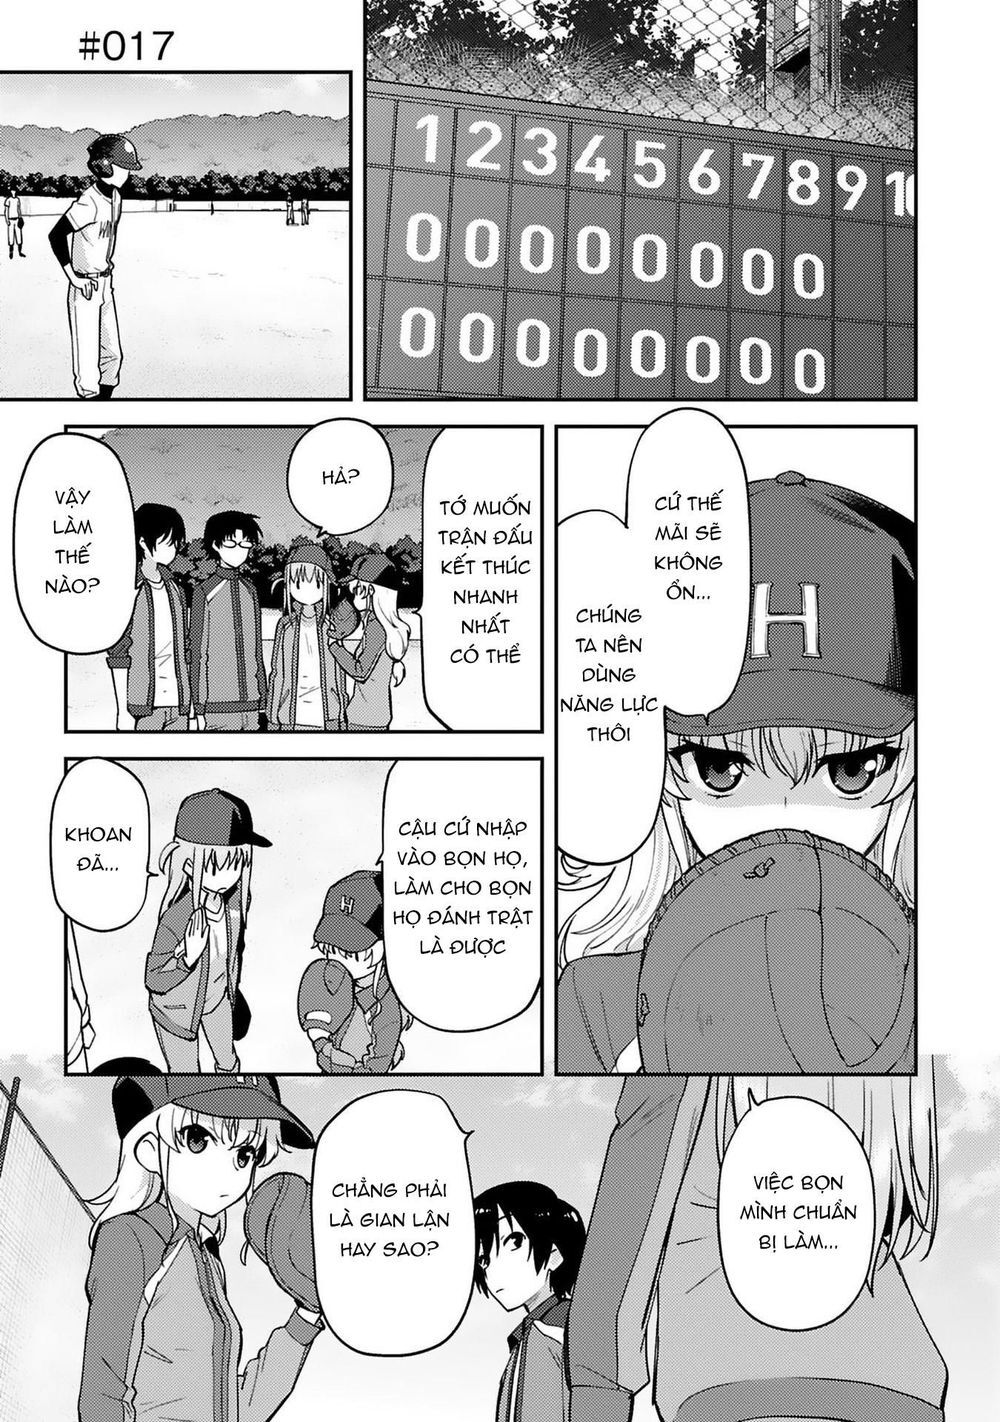 #017
1 2 3 4 5 6 7 8 9 10
0 0 0 0 0 0 0 0
0 0 0 0 0 0 0 0
CỨ THẾ
MÃI SẼ
KHÔNG
ỔN...
H
CHÚNG
TA NÊN
DÙNG
NĂNG LỰC
THÔI
TỚ MUỐN
TRẬN ĐẤU
KẾT THÚC
NHANH
NHẤT
CÓ THỂ
HẢ?
VẬY
LÀM
THẾ
NÀO?
CẬU CỨ NHẬP
VÀO BỌN HỌ,
LÀM CHO BỌN
HỌ ĐÁNH TRẬT
LÀ ĐƯỢC
H
KHOAN
ĐÃ...
VIỆC BỌN
MÌNH CHUẨN
BỊ LÀM...
CHẲNG PHẢI
LÀ GIAN LẬN
HAY SAO?
H